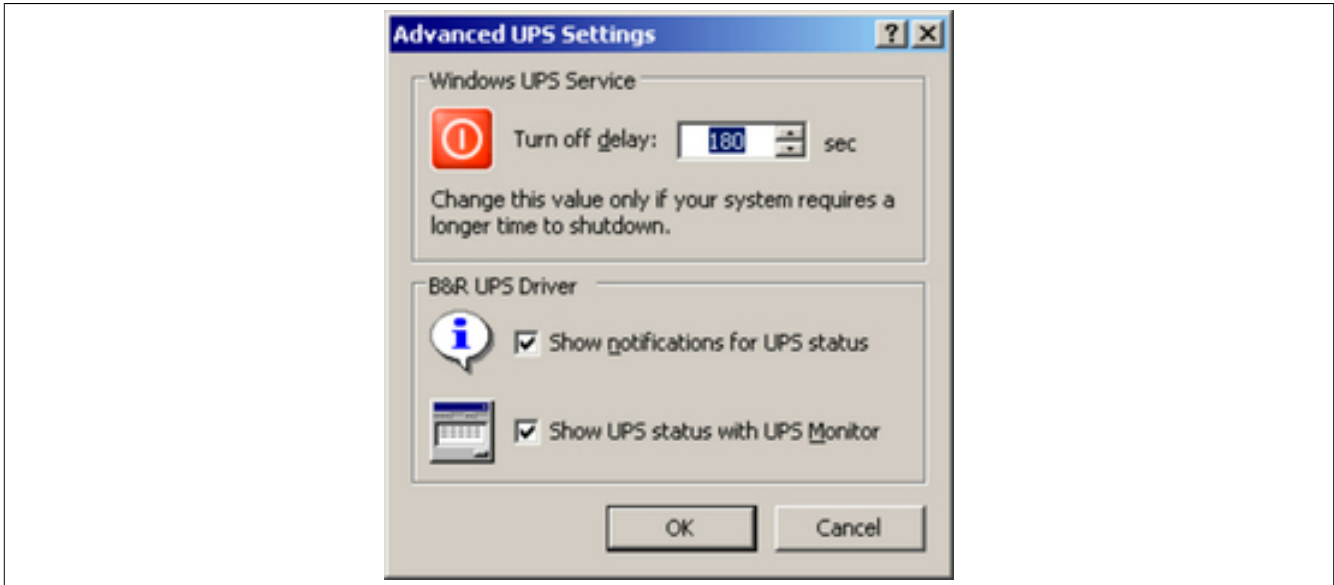 Advanced UPS Settings
Windows UPS Service
Turn off delay: 180 sec
Change this value only if your system requires a
longer time to shutdown.
B&R UPS Driver
Show notifications for UPS status
Show UPS status with UPS Monitor
OK Cancel